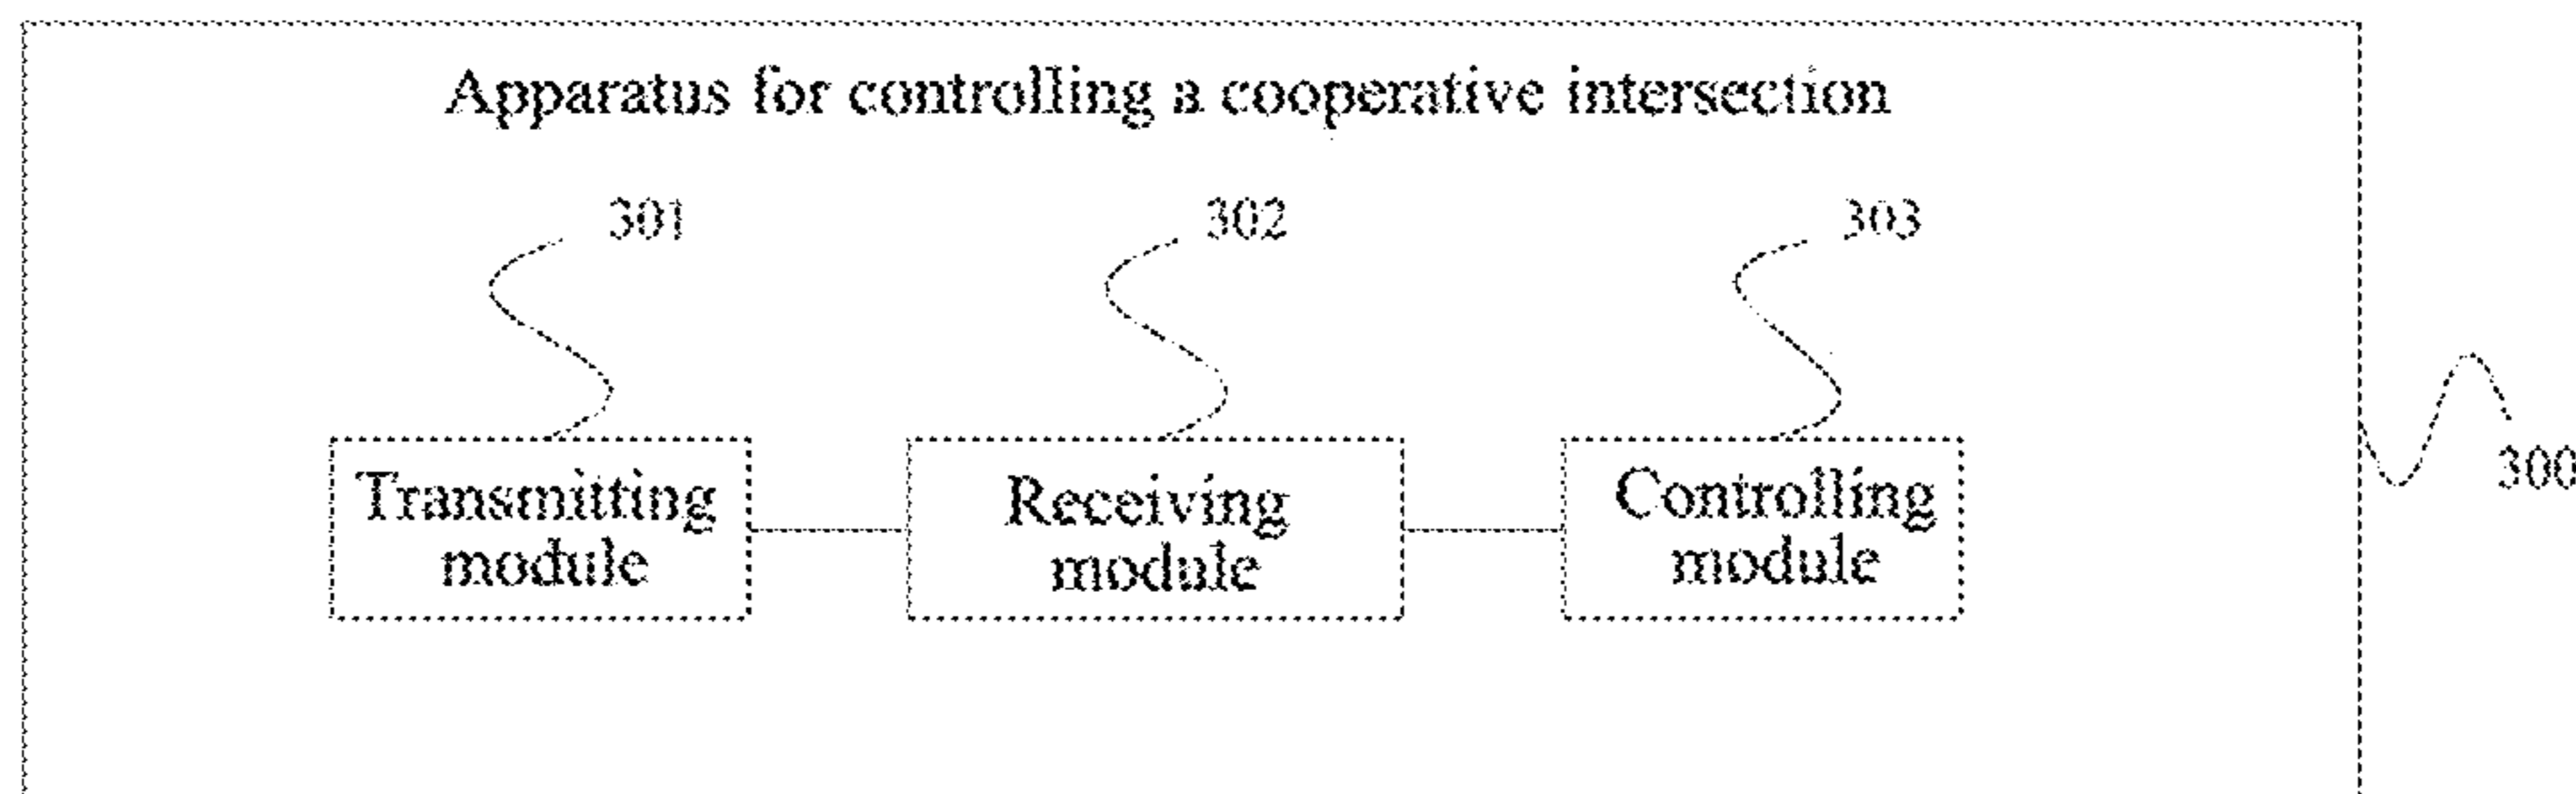 Apparatus for controlling a cooperative intersection
301
302
303
Transmitting
module
Receiving
module
Controlling
module
300